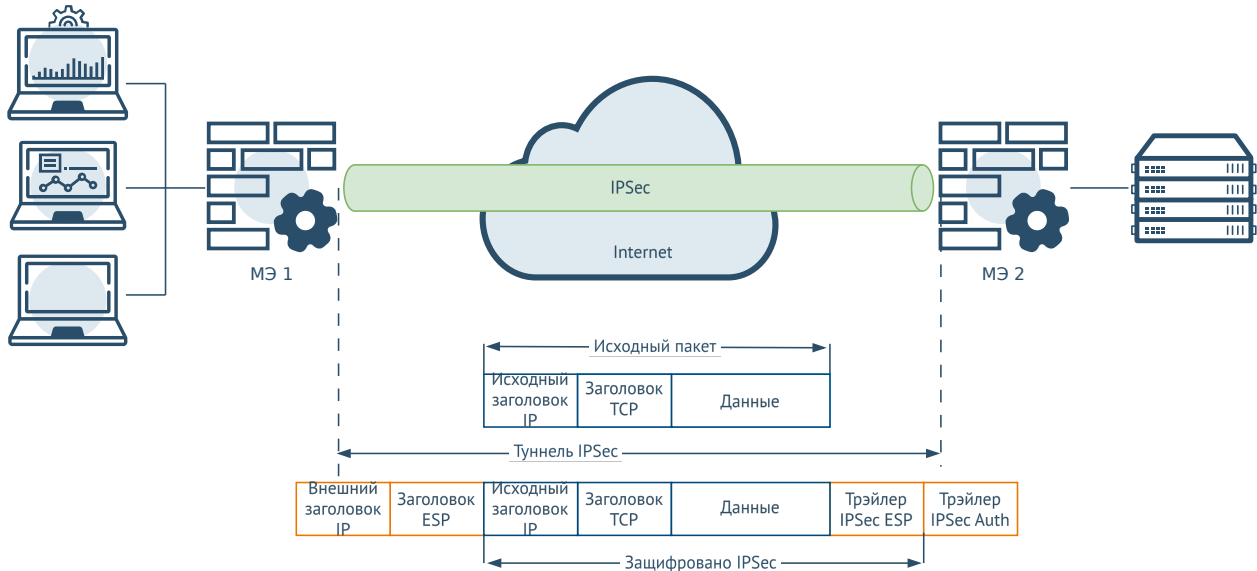 IPSec
Internet
МЭ 1
МЭ 2
Исходный пакет
Исходный
заголовок
IP
Заголовок
TCP
Данные
Туннель IPSec
Внешний
заголовок
IP
Заголовок
ESP
Исходный
заголовок
IP
Заголовок
TCP
Данные
Трэйлер
IPSec ESP
Трэйлер
IPSec Auth
Защифровано IPSec